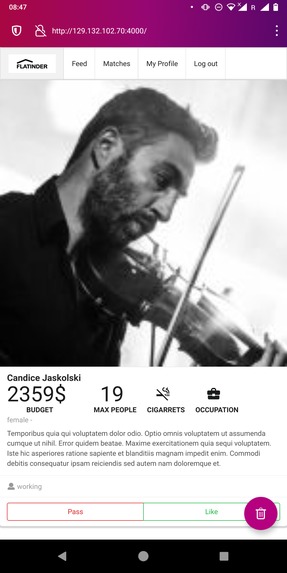 08:47
R
http://129.132.102.70:4000/
FLATINDER Feed Matches My Profile Log out
Candice Jaskolski
2359$ 19
BUDGET MAX PEOPLE CIGARRETS OCCUPATION
female -
Temporibus quia qui voluptatem dolor odio. Optio omnis voluptatum ut assumenda
cumque ut nihil. Error quidem beatae. Maxime exercitationem quia sequi voluptatem.
Iste hic asperiores ratione sapiente et blanditiis magnam impedit enim. Commodi
debitis consequatur ipsam reiciendis sed autem nam doloremque et.
working
Pass Like